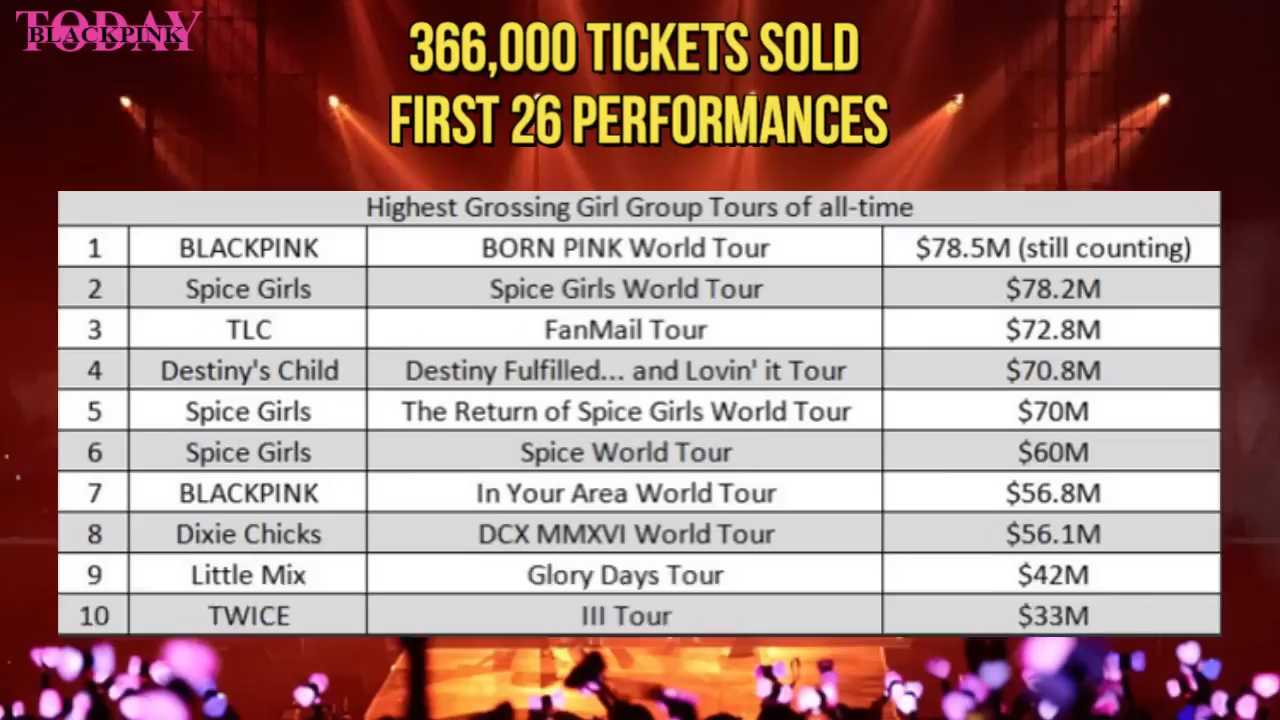 TODAY
BLACKPINK
366,000 TICKETS SOLD
FIRST 26 PERFORMANCES
Highest Grossing Girl Group Tours of all-time
1 BLACKPINK BORN PINK World Tour $78.5M (still counting)
2 Spice Girls Spice Girls World Tour $78.2M
3 TLC FanMail Tour $72.8M
4 Destiny's Child Destiny Fulfilled... and Lovin' it Tour $70.8M
5 Spice Girls The Return of Spice Girls World Tour $70M
6 Spice Girls Spice World Tour $60M
7 BLACKPINK In Your Area World Tour $56.8M
8 Dixie Chicks DCX MMXVI World Tour $56.1M
9 Little Mix Glory Days Tour $42M
10 TWICE III Tour $33M